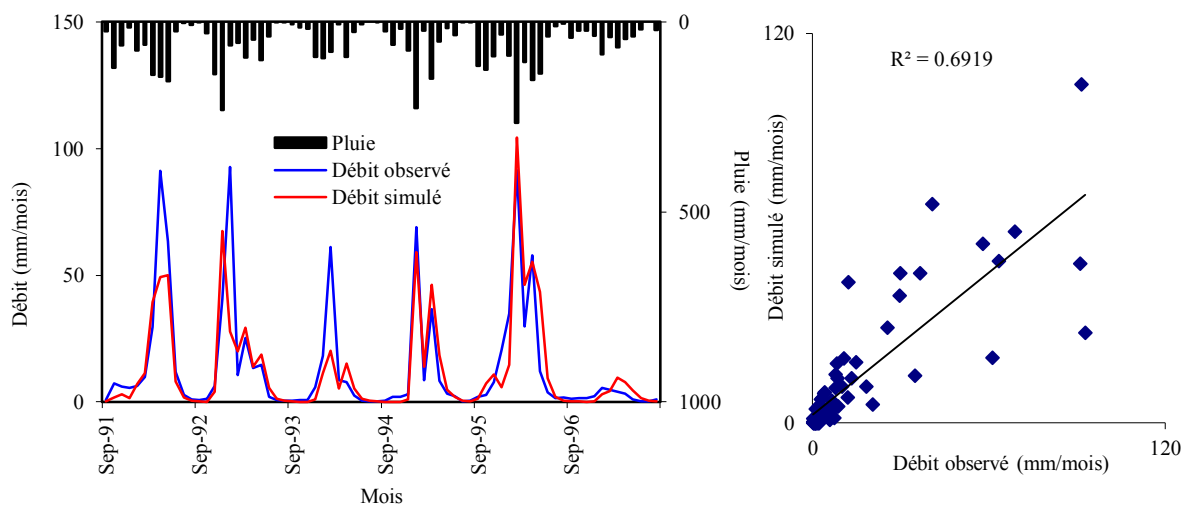 150
100
50
0
Débit (mm/mois)
0
500
1000
Pluie (mm/mois)
Pluie
Débit observé
Débit simulé
Sep-91
Sep-92
Sep-93
Sep-94
Sep-95
Sep-96
Mois
120
0
Débit simulé (mm/mois)
R² = 0.6919
0
120
Débit observé (mm/mois)